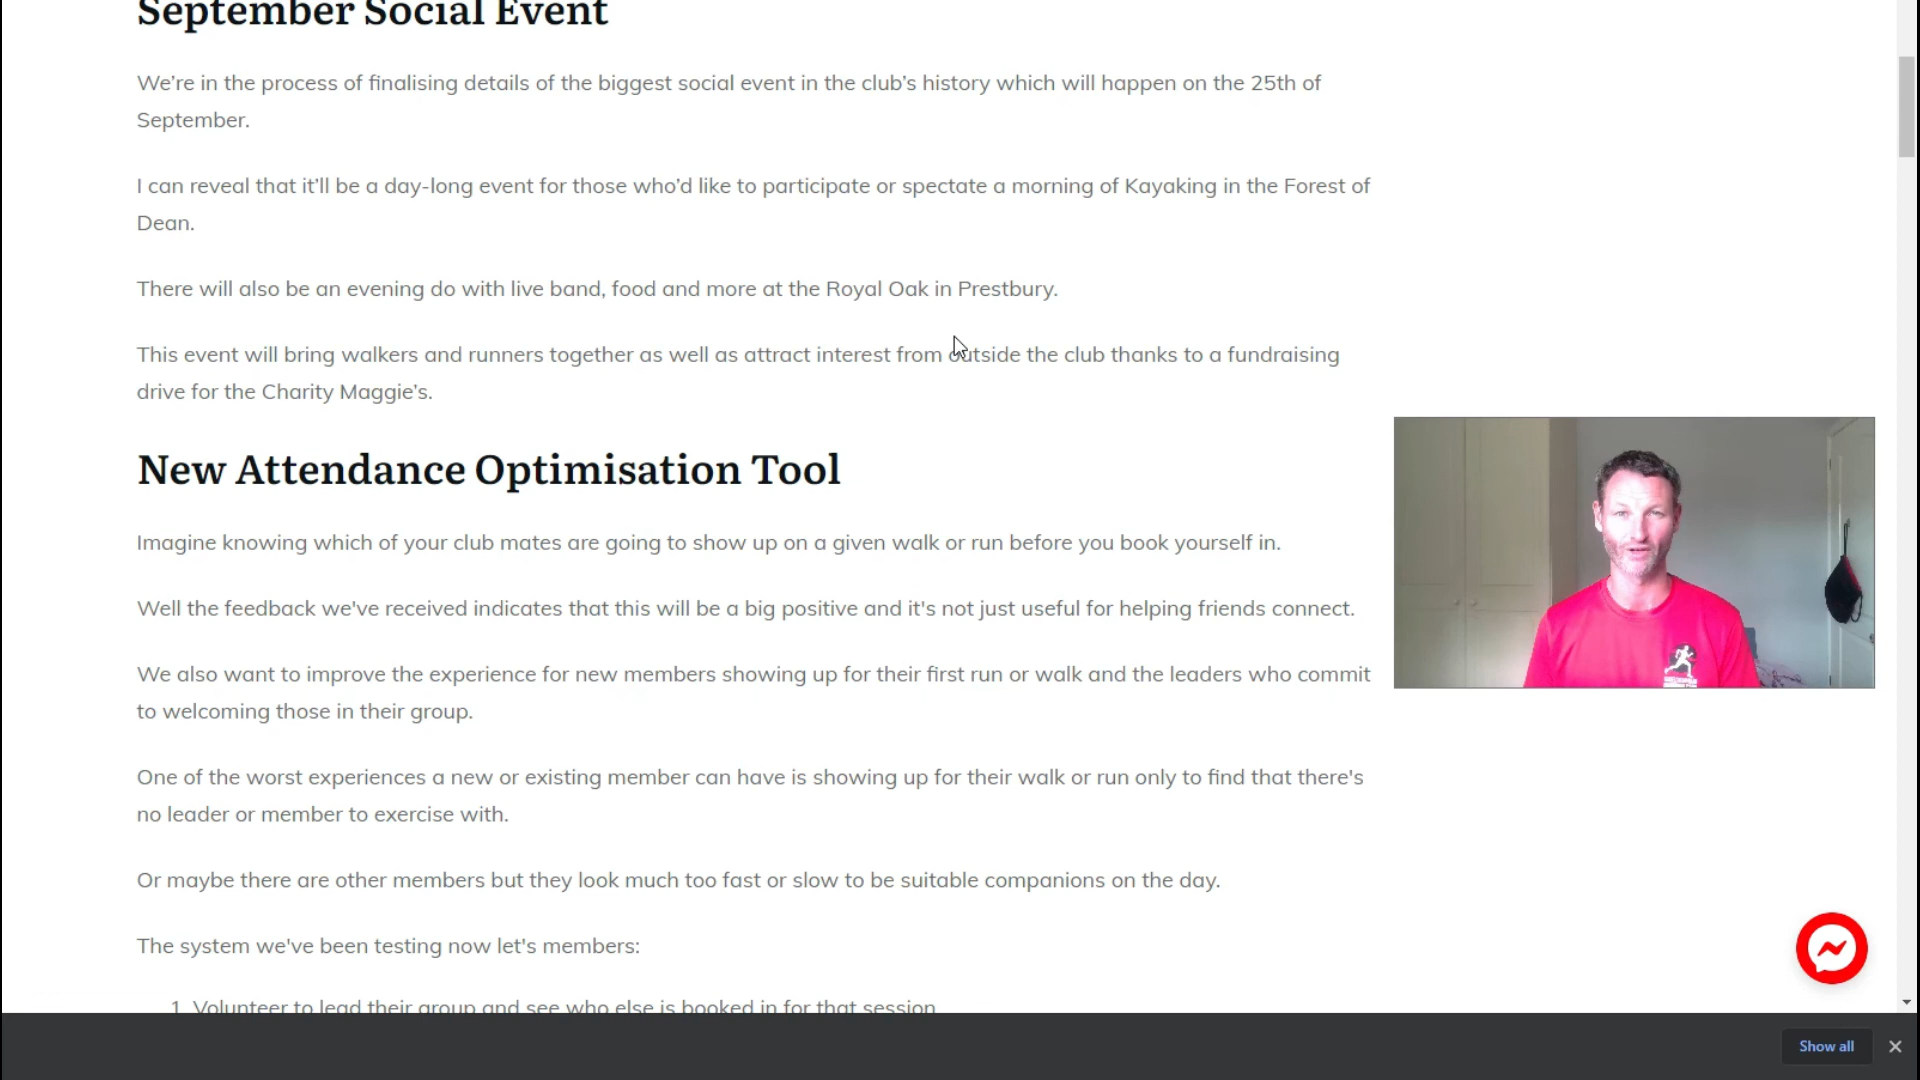 September Social Event
We’re in the process of finalising details of the biggest social event in the club’s history which will happen on the 25th of
September.
I can reveal that it’ll be a day-long event for those who’d like to participate or spectate a morning of Kayaking in the Forest of
Dean.
There will also be an evening do with live band, food and more at the Royal Oak in Prestbury.
This event will bring walkers and runners together as well as attract interest from outside the club thanks to a fundraising
drive for the Charity Maggie’s.
New Attendance Optimisation Tool
Imagine knowing which of your club mates are going to show up on a given walk or run before you book yourself in.
Well the feedback we've received indicates that this will be a big positive and it's not just useful for helping friends connect.
We also want to improve the experience for new members showing up for their first run or walk and the leaders who commit
to welcoming those in their group.
One of the worst experiences a new or existing member can have is showing up for their walk or run only to find that there's
no leader or member to exercise with.
Or maybe there are other members but they look much too fast or slow to be suitable companions on the day.
The system we've been testing now let's members:
1. Volunteer to lead their group and see who else is booked in for that session
Show all